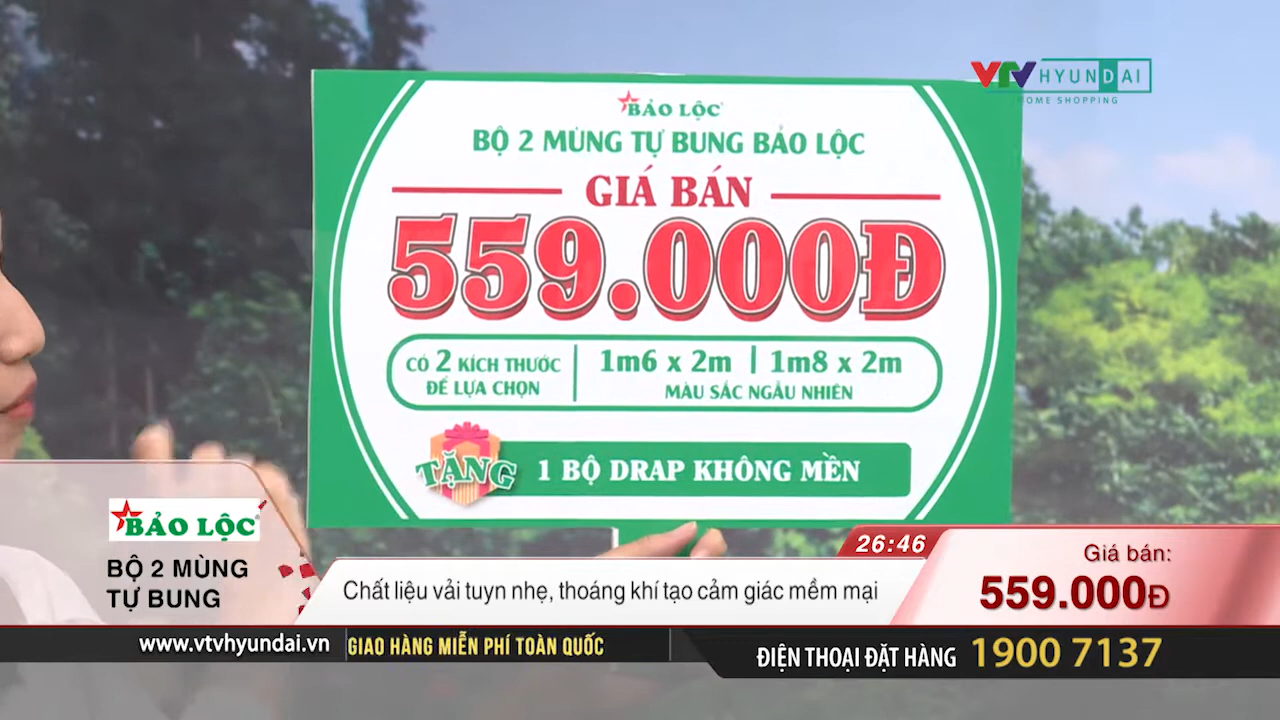 VTV HYUNDAI
HOME SHOPPING
BẢO LỘC
BỘ 2 MÙNG TỰ BUNG BẢO LỘC
GIÁ BÁN
559.000Đ
CÓ 2 KÍCH THƯỚC
ĐỂ LỰA CHỌN
1m6 x 2m | 1m8 x 2m
MÀU SẮC NGẪU NHIÊN
TẶNG
1 BỘ DRAP KHÔNG MỀN
BẢO LỘC
BỘ 2 MÙNG
TỰ BUNG
26:46
Chất liệu vải tuyn nhẹ, thoáng khí tạo cảm giác mềm mại
Giá bán:
559.000Đ
www.vtvhyundai.vn
GIAO HÀNG MIỄN PHÍ TOÀN QUỐC
ĐIỆN THOẠI ĐẶT HÀNG 1900 7137